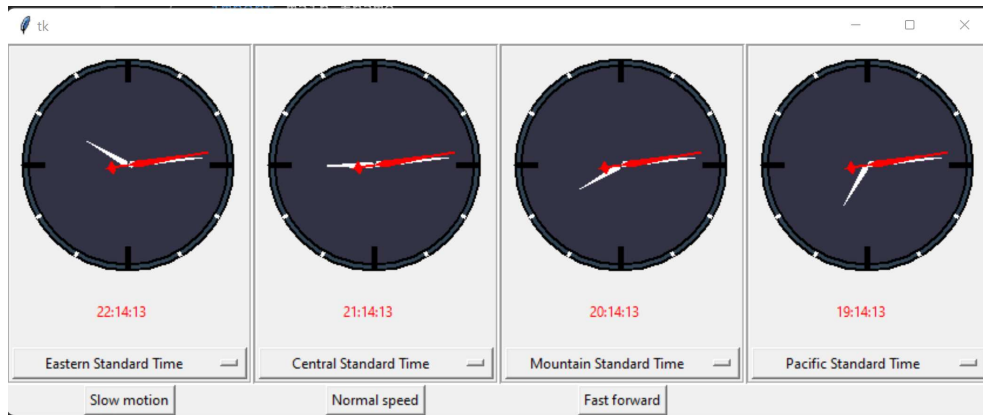 tk
22:14:13
21:14:13
20:14:13
19:14:13
Eastern Standard Time
Central Standard Time
Mountain Standard Time
Pacific Standard Time
Slow motion
Normal speed
Fast forward